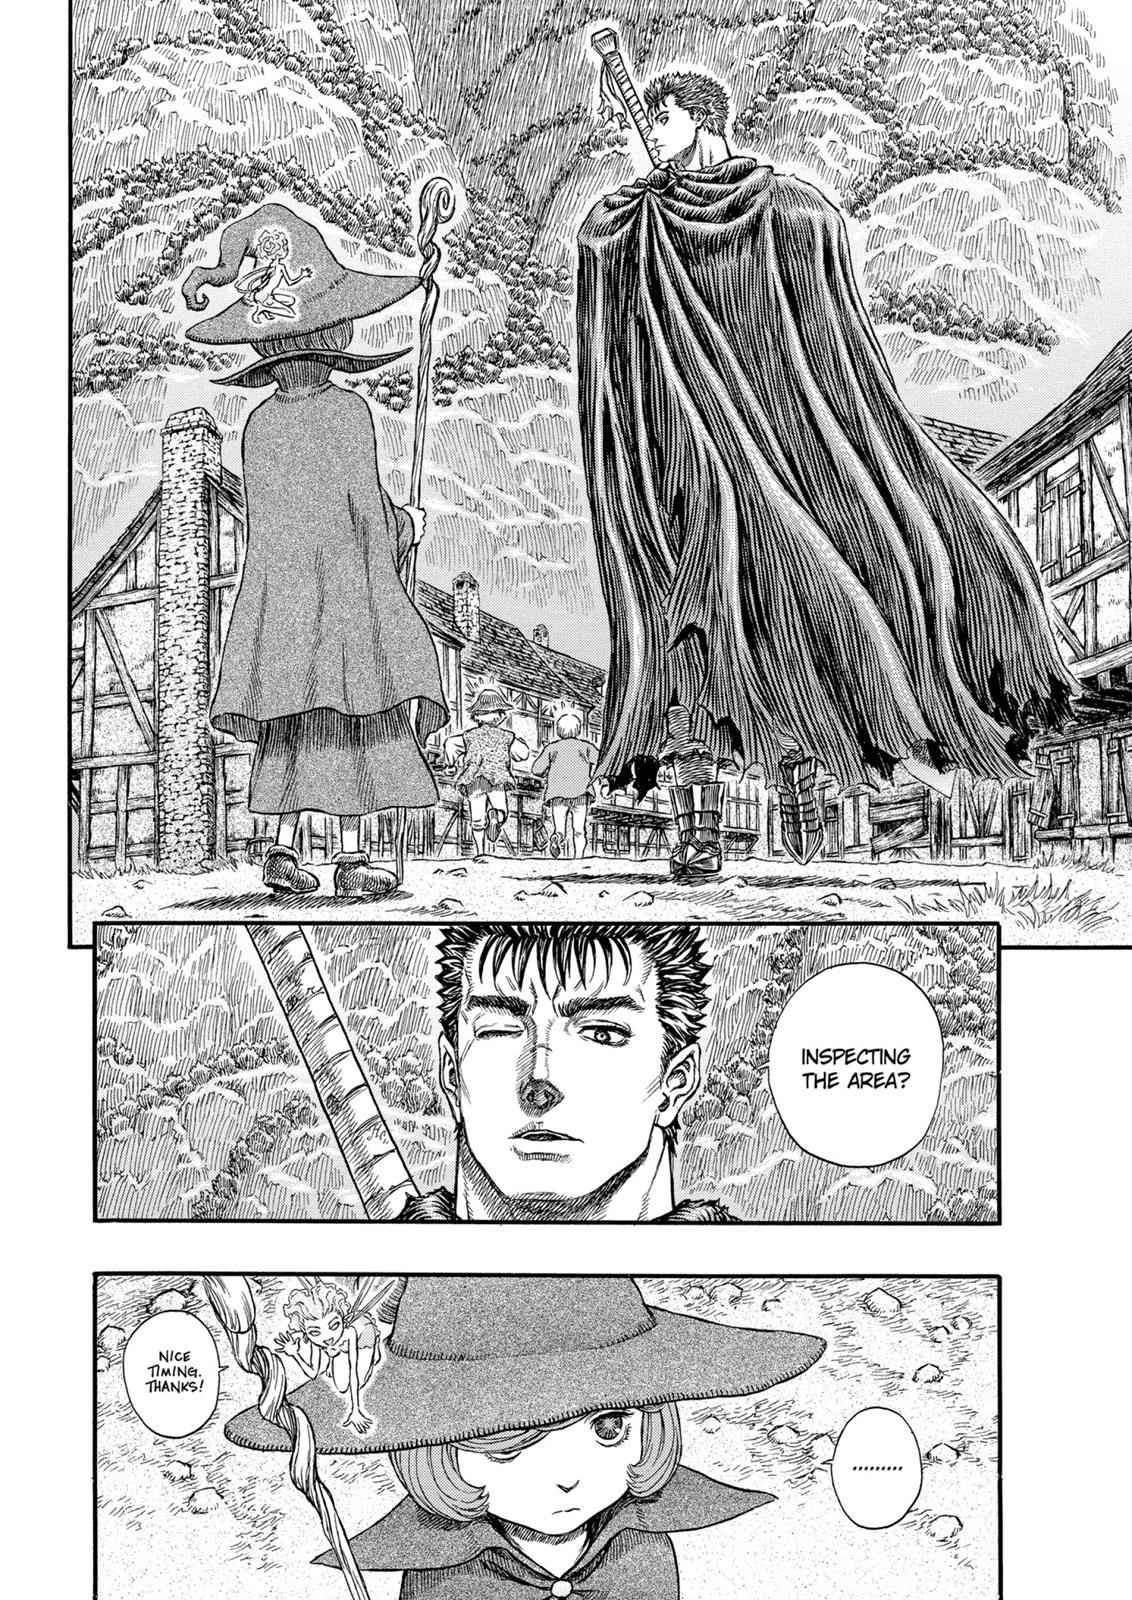 INSPECTING
THE AREA?
NICE
TIMING.
THANKS!
.........